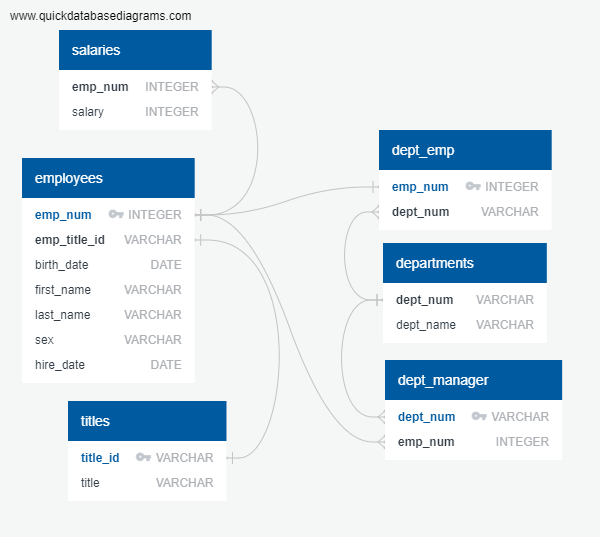 www.quickdatabasediagrams.com
salaries
emp_num INTEGER
salary INTEGER
employees
emp_num INTEGER
emp_title_id VARCHAR
birth_date DATE
first_name VARCHAR
last_name VARCHAR
sex VARCHAR
hire_date DATE
titles
title_id VARCHAR
title VARCHAR
dept_emp
emp_num INTEGER
dept_num VARCHAR
departments
dept_num VARCHAR
dept_name VARCHAR
dept_manager
dept_num VARCHAR
emp_num INTEGER